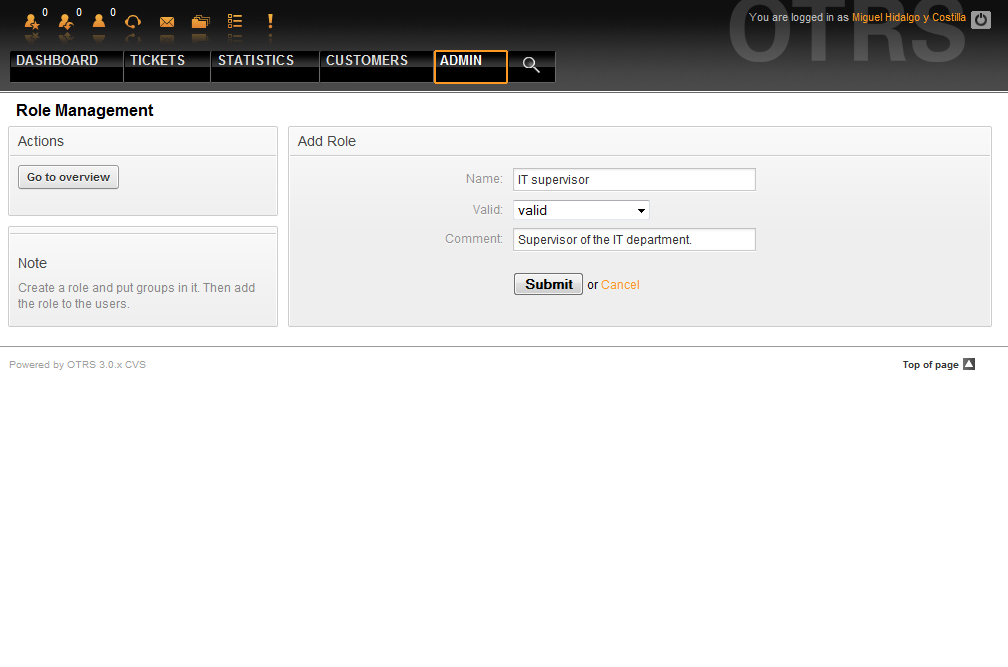 0 0 0
You are logged in as Miguel Hidalgo y Costilla
OTRS
DASHBOARD TICKETS STATISTICS CUSTOMERS ADMIN
Role Management
Actions
Go to overview
Note
Create a role and put groups in it. Then add
the role to the users.
Add Role
Name: IT supervisor
Valid: valid
Comment: Supervisor of the IT department.
Submit or Cancel
Powered by OTRS 3.0.x CVS
Top of page